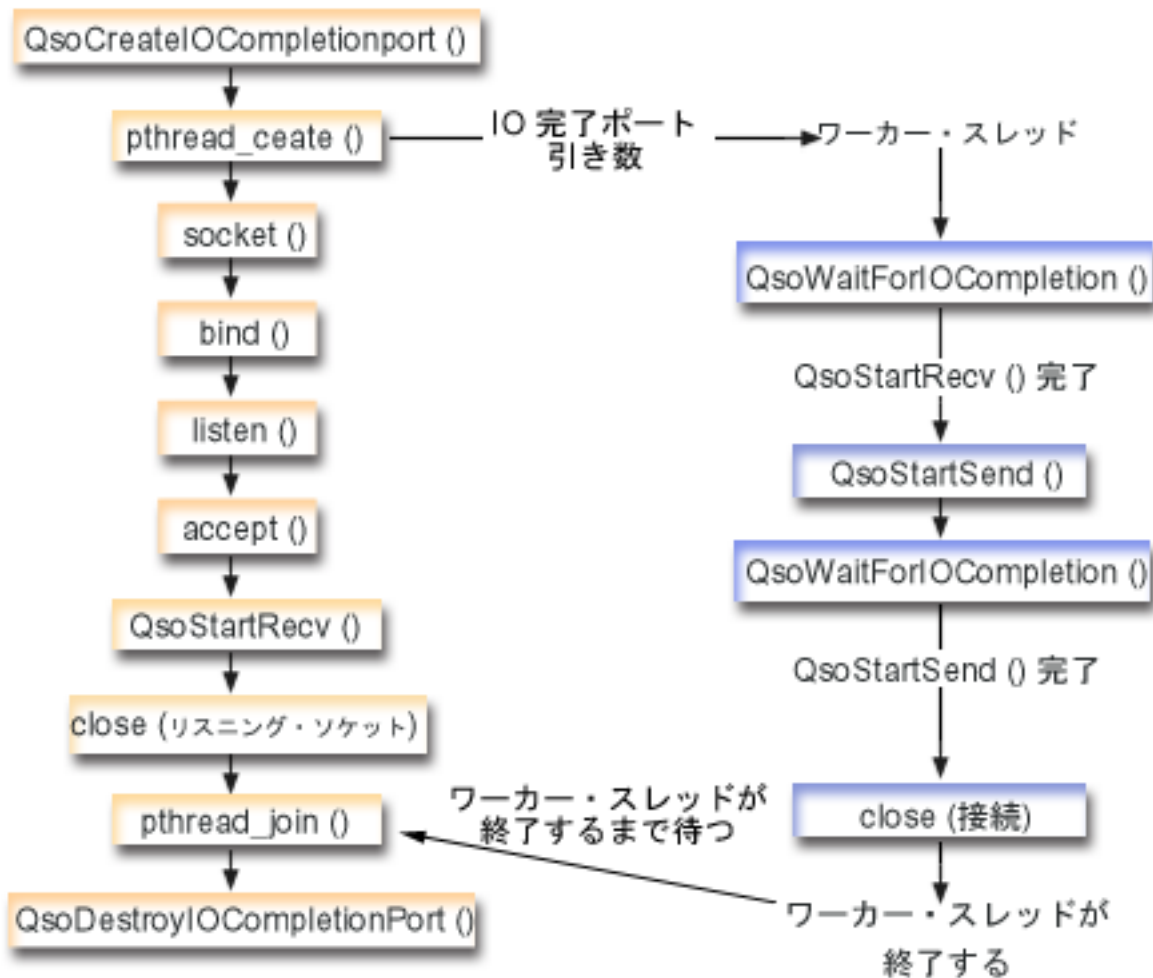 QsoCreateIOCompletionport ()
pthread_ceate ()
IO 完了ポート
引き数
ワーカー・スレッド
socket ()
bind ()
listen ()
accept ()
QsoStartRecv ()
close (リスニング・ソケット)
pthread_join ()
QsoDestroyIOCompletionPort ()
QsoWaitForIOCompletion ()
QsoStartRecv () 完了
QsoStartSend ()
QsoWaitForIOCompletion ()
QsoStartSend () 完了
close (接続)
ワーカー・スレッドが
終了する
ワーカー・スレッドが
終了するまで待つ